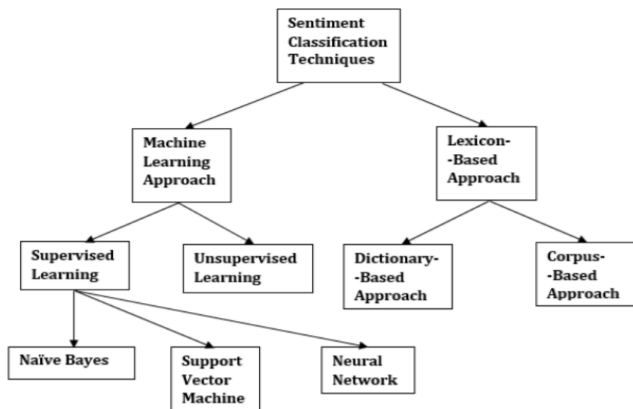 Sentiment
Classification
Techniques
Machine
Learning
Approach
Lexicon-
-Based
Approach
Supervised
Learning
Unsupervised
Learning
Dictionary-
-Based
Approach
Corpus-
-Based
Approach
Naïve Bayes
Support
Vector
Machine
Neural
Network